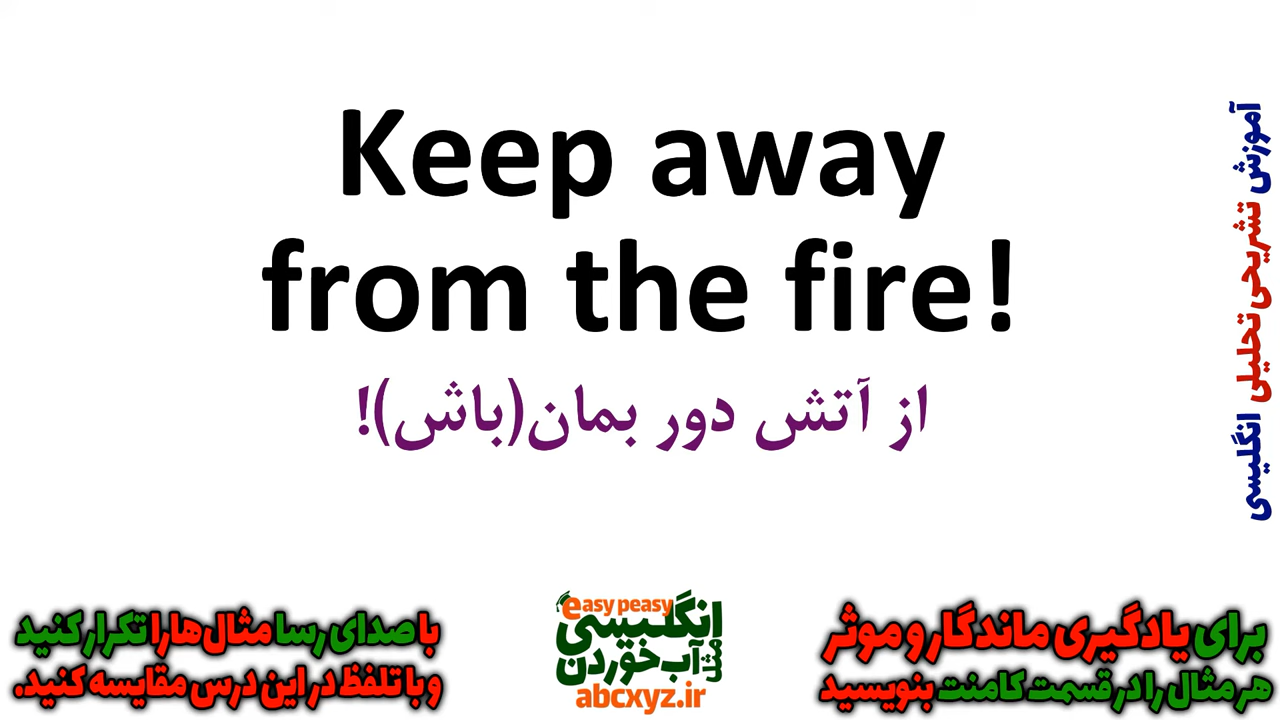 Keep away
from the fire!
از آتش دور بمان(باش)!
آموزش تشریحی تحلیلی انگلیسی
با صدای رسا مثال‌ها را تکرار کنید
و با تلفظ در این درس مقایسه کنید.
easy peasy
انگلیسی
مثل آب خوردن
abcxyz.ir
برای یادگیری ماندگار و موثر
هر مثال را در قسمت کامنت بنویسید